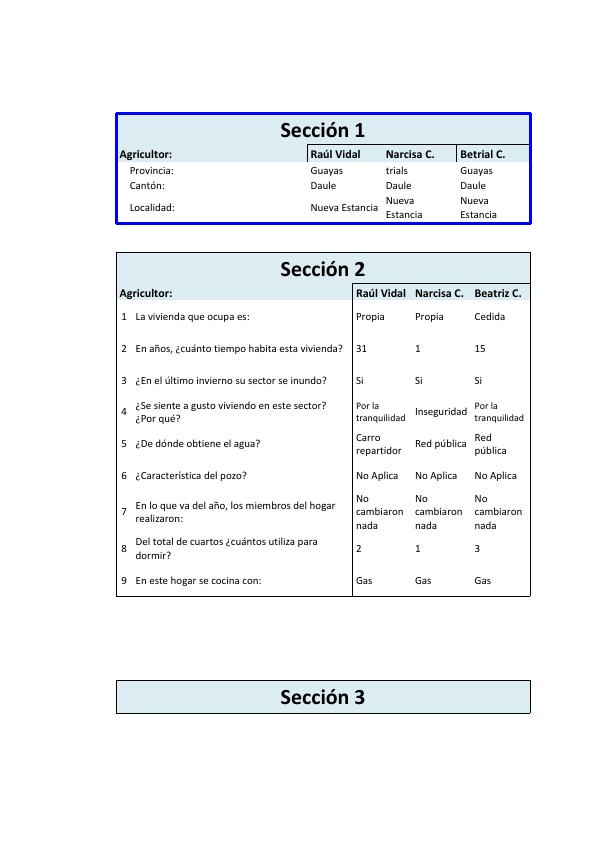 Sección 1
Agricultor: Raúl Vidal Narcisa C. Betrial C.
Provincia: Guayas trials Guayas
Cantón: Daule Daule Daule
Localidad: Nueva Estancia Nueva Estancia Nueva Estancia
Sección 2
Agricultor: Raúl Vidal Narcisa C. Beatriz C.
1 La vivienda que ocupa es: Propia Propia Cedida
2 En años, ¿cuánto tiempo habita esta vivienda? 31 1 15
3 ¿En el último invierno su sector se inundo? Si Si Si
4 ¿Se siente a gusto viviendo en este sector? ¿Por qué? Por la tranquilidad Inseguridad Por la tranquilidad
5 ¿De dónde obtiene el agua? Carro repartidor Red pública Red pública
6 ¿Característica del pozo? No Aplica No Aplica No Aplica
7 En lo que va del año, los miembros del hogar realizaron: No cambiaron nada No cambiaron nada No cambiaron nada
8 Del total de cuartos ¿cuántos utiliza para dormir? 2 1 3
9 En este hogar se cocina con: Gas Gas Gas
Sección 3